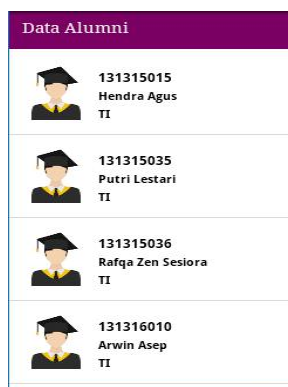 Data Alumni
131315015
Hendra Agus
TI
131315035
Putri Lestari
TI
131315036
Rafqa Zen Sesiora
TI
131316010
Arwin Asep
TI